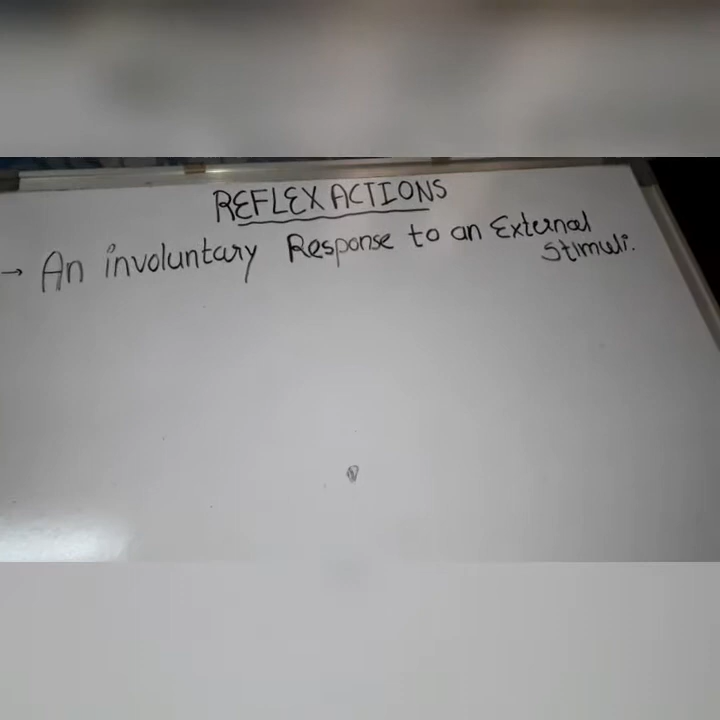 REFLEX ACTIONS
→ An involuntary Response to an External
Stimuli.